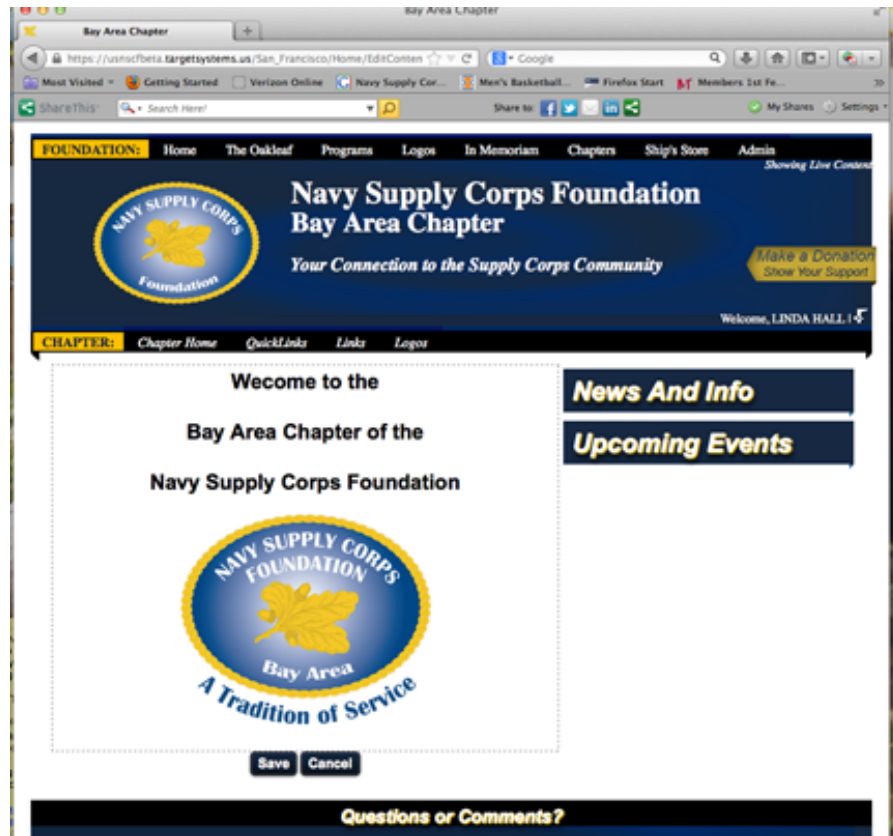 Bay Area Chapter
Bay Area Chapter
https://usnscfbeta.targetsystems.us/San_Francisco/Home/EditConten
Google
Most Visited
Getting Started
Verizon Online
Navy Supply Cor...
Men's Basketball...
Firefox Start
Members 1st Fe...
ShareThis
Search Here!
Share to:
My Shares
Settings
FOUNDATION: Home The Oakleaf Programs Logos In Memoriam Chapters Ship's Store Admin
Showing Live Content
NAVY SUPPLY CORPS
Foundation
Navy Supply Corps Foundation
Bay Area Chapter
Your Connection to the Supply Corps Community
Make a Donation
Show Your Support
Welcome, LINDA HALL |
CHAPTER: Chapter Home QuickLinks Links Logos
Wecome to the
Bay Area Chapter of the
Navy Supply Corps Foundation
NAVY SUPPLY CORPS
FOUNDATION
Bay Area
A Tradition of Service
News And Info
Upcoming Events
Save Cancel
Questions or Comments?